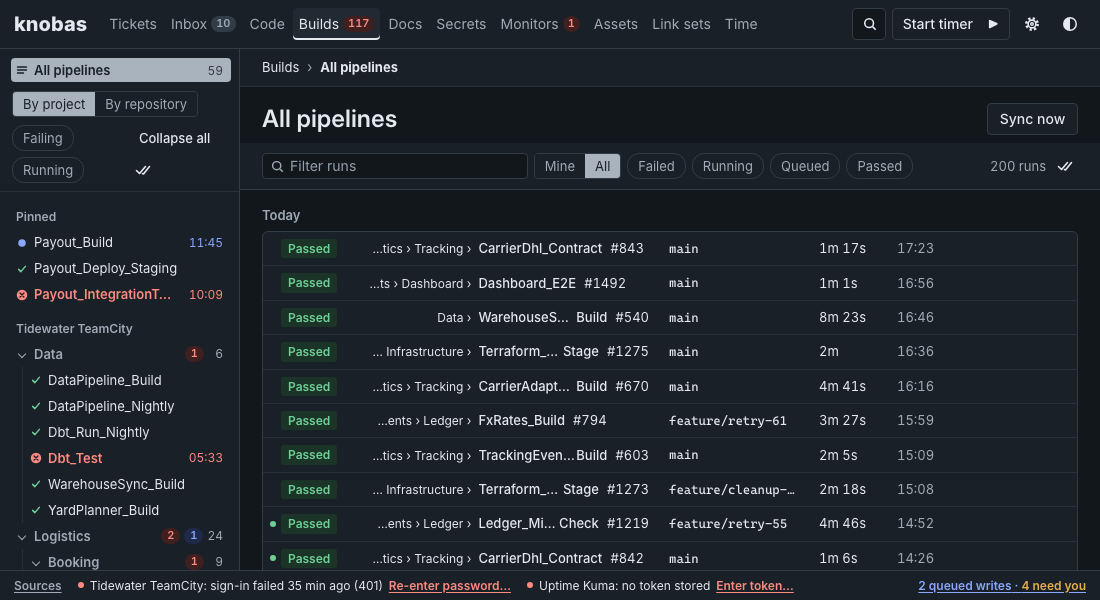 knobas Tickets Inbox 10 Code Builds 117 Docs Secrets Monitors 1 Assets Link sets Time Start timer
All pipelines 59
By project By repository
Failing Collapse all
Running
Pinned
Payout_Build 11:45
Payout_Deploy_Staging
Payout_IntegrationT... 10:09
Tidewater TeamCity
Data 1 6
DataPipeline_Build
DataPipeline_Nightly
Dbt_Run_Nightly
Dbt_Test 05:33
WarehouseSync_Build
YardPlanner_Build
Logistics 2 1 24
Booking 1 9
Builds › All pipelines
All pipelines Sync now
Filter runs Mine All Failed Running Queued Passed 200 runs
Today
Passed ...tics › Tracking › CarrierDhl_Contract #843 main 1m 17s 17:23
Passed ...ts › Dashboard › Dashboard_E2E #1492 main 1m 1s 16:56
Passed Data › WarehouseS... Build #540 main 8m 23s 16:46
Passed ... Infrastructure › Terraform_... Stage #1275 main 2m 16:36
Passed ...tics › Tracking › CarrierAdapt... Build #670 main 4m 41s 16:16
Passed ...ents › Ledger › FxRates_Build #794 feature/retry-61 3m 27s 15:59
Passed ...tics › Tracking › TrackingEven... Build #603 main 2m 5s 15:09
Passed ... Infrastructure › Terraform_... Stage #1273 feature/cleanup-... 2m 18s 15:08
Passed ...ents › Ledger › Ledger_Mi... Check #1219 feature/retry-55 4m 46s 14:52
Passed ...tics › Tracking › CarrierDhl_Contract #842 main 1m 6s 14:26
Sources Tidewater TeamCity: sign-in failed 35 min ago (401) Re-enter password... Uptime Kuma: no token stored Enter token... 2 queued writes · 4 need you